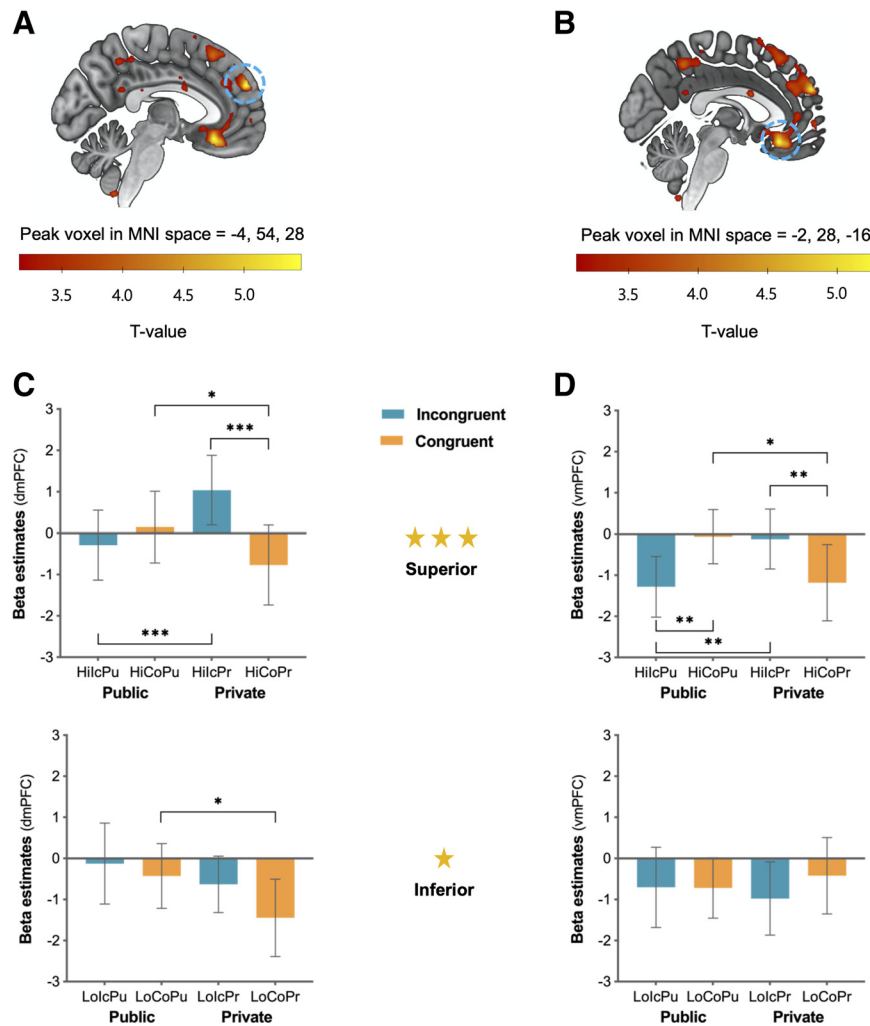 A
B
Peak voxel in MNI space = -4, 54, 28
Peak voxel in MNI space = -2, 28, -16
3.5 4.0 4.5 5.0
3.5 4.0 4.5 5.0
T-value
T-value
C
Beta estimates (dmPFC)
3
2
1
0
-1
-2
-3
*
***
***
HiIcPu HiCoPu HiIcPr HiCoPr
Public Private
Incongruent
Congruent
Superior
D
Beta estimates (vmPFC)
3
2
1
0
-1
-2
-3
*
**
**
**
HiIcPu HiCoPu HiIcPr HiCoPr
Public Private
Beta estimates (dmPFC)
3
2
1
0
-1
-2
-3
*
LoIcPu LoCoPu LoIcPr LoCoPr
Public Private
Inferior
Beta estimates (vmPFC)
3
2
1
0
-1
-2
-3
LoIcPu LoCoPu LoIcPr LoCoPr
Public Private